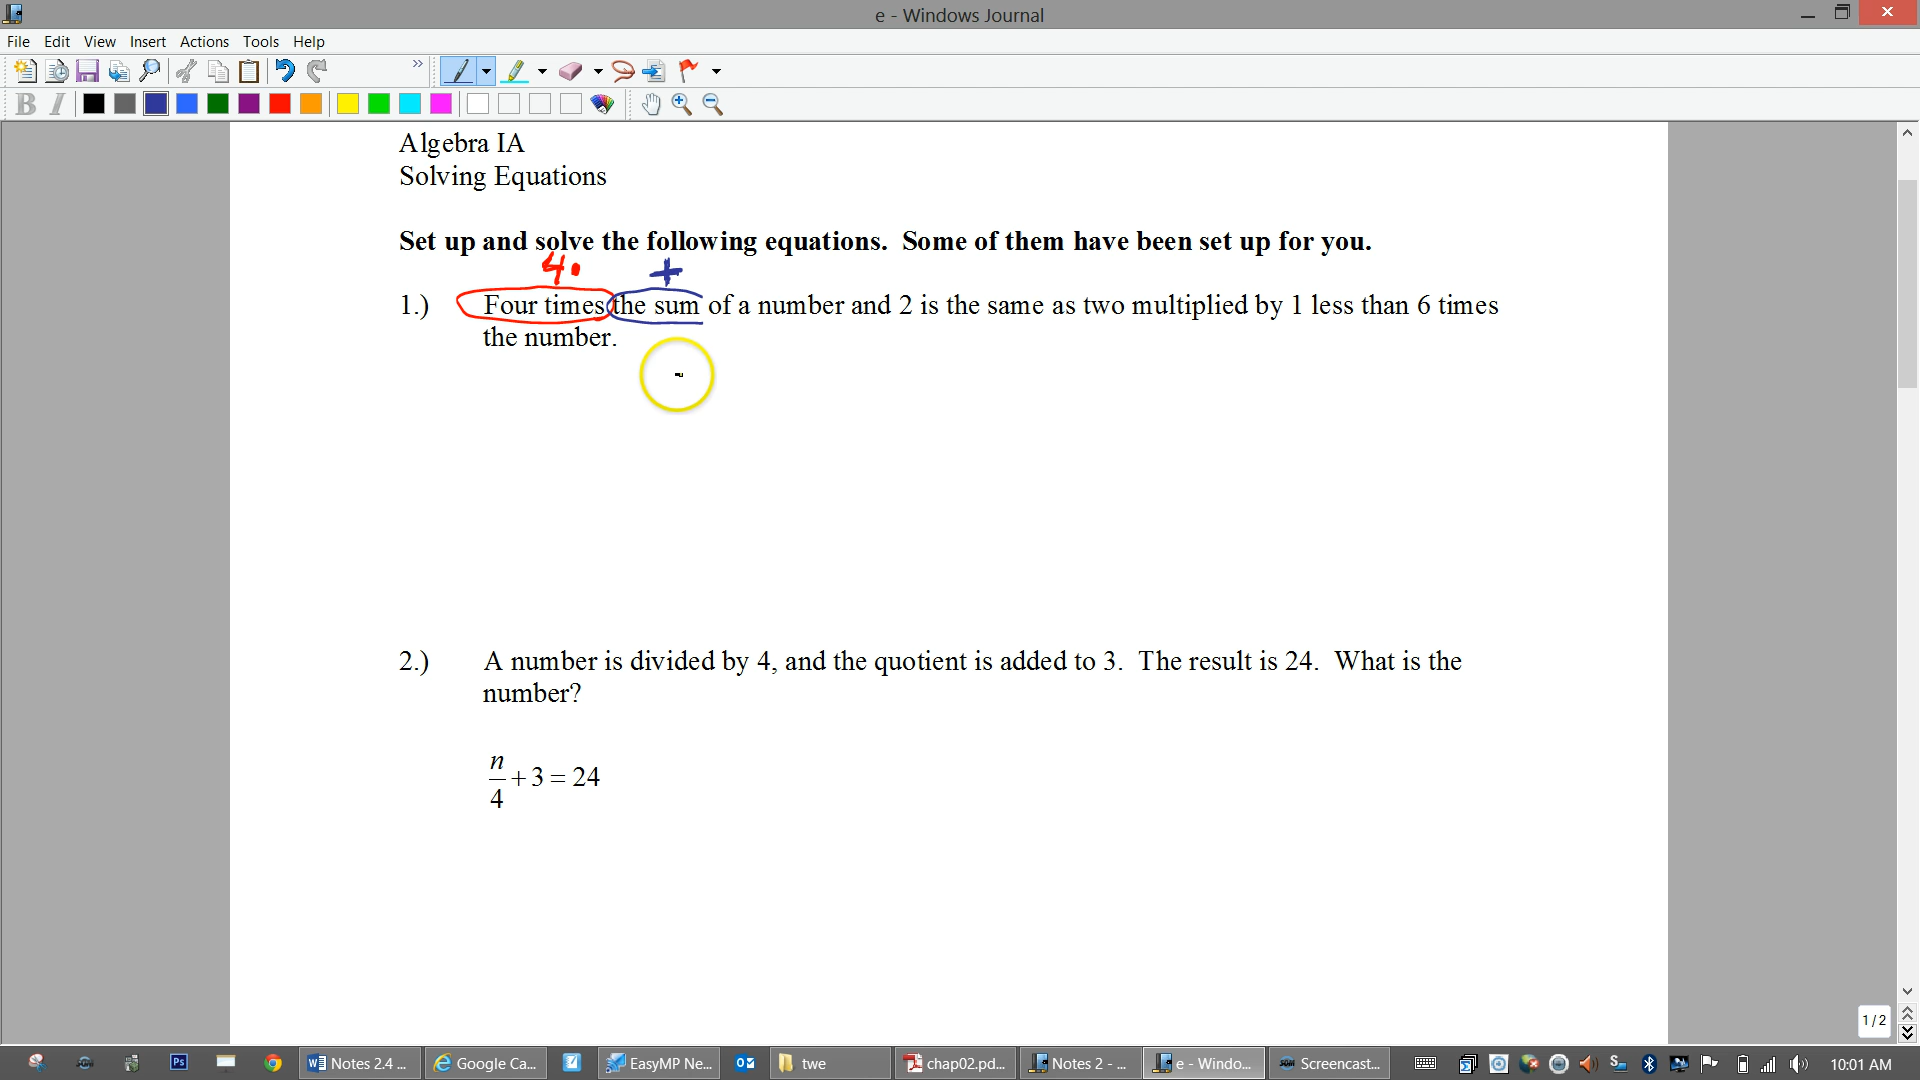 e - Windows Journal
File Edit View Insert Actions Tools Help
B I
Algebra IA
Solving Equations
Set up and solve the following equations. Some of them have been set up for you.
4. +
1.) Four times the sum of a number and 2 is the same as two multiplied by 1 less than 6 times
the number.
2.) A number is divided by 4, and the quotient is added to 3. The result is 24. What is the
number?
n
4 + 3 = 24
1 / 2
Ps Notes 2.4 ... Google Ca... EasyMP Ne... twe chap02.pd... Notes 2 - ... e - Windo... Screencast... 10:01 AM